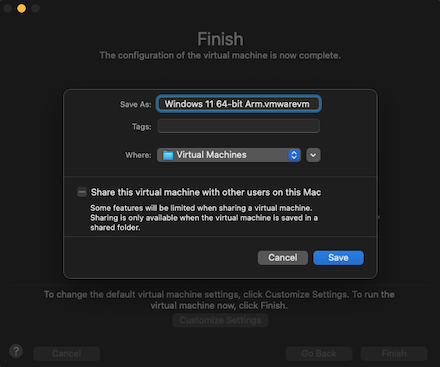 Finish
The configuration of the virtual machine is now complete.
Save As: Windows 11 64-bit Arm.vmwarevm
Tags:
Where: Virtual Machines
Share this virtual machine with other users on this Mac
Some features will be limited when sharing a virtual machine.
Sharing is only available when the virtual machine is saved in a
shared folder.
Cancel Save
To change the default virtual machine settings, click Customize Settings. To run the
virtual machine now, click Finish.
Customize Settings
? Cancel Go Back Finish